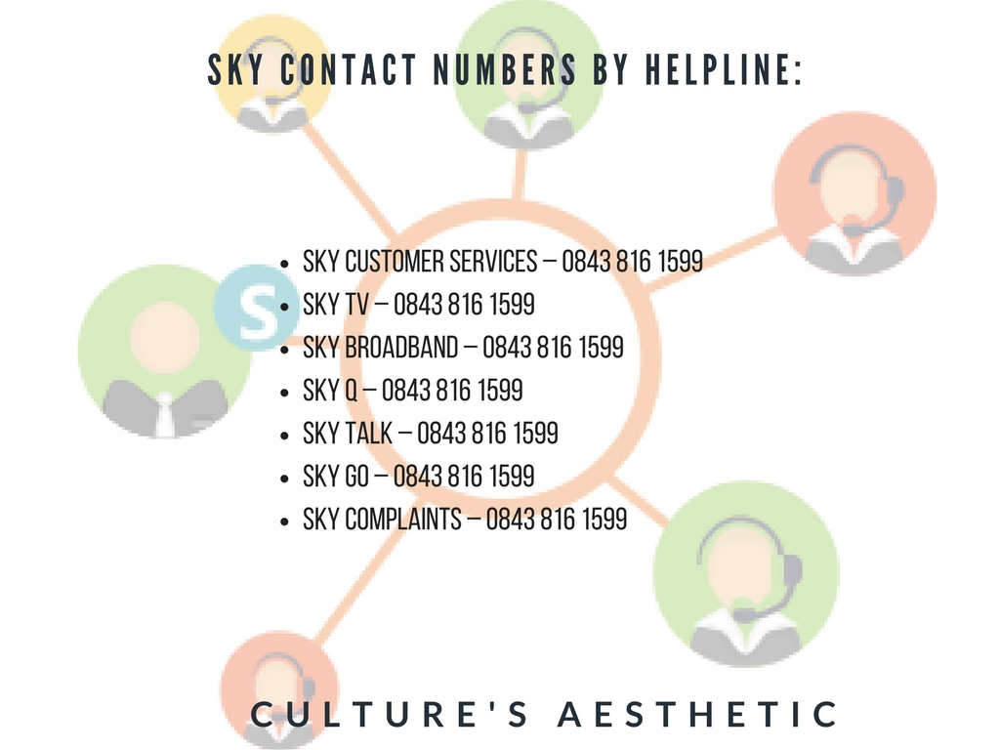 SKY CONTACT NUMBERS BY HELPLINE:
S
• SKY CUSTOMER SERVICES – 0843 816 1599
• SKY TV – 0843 816 1599
• SKY BROADBAND – 0843 816 1599
• SKY Q – 0843 816 1599
• SKY TALK – 0843 816 1599
• SKY GO – 0843 816 1599
• SKY COMPLAINTS – 0843 816 1599
CULTURE'S AESTHETIC